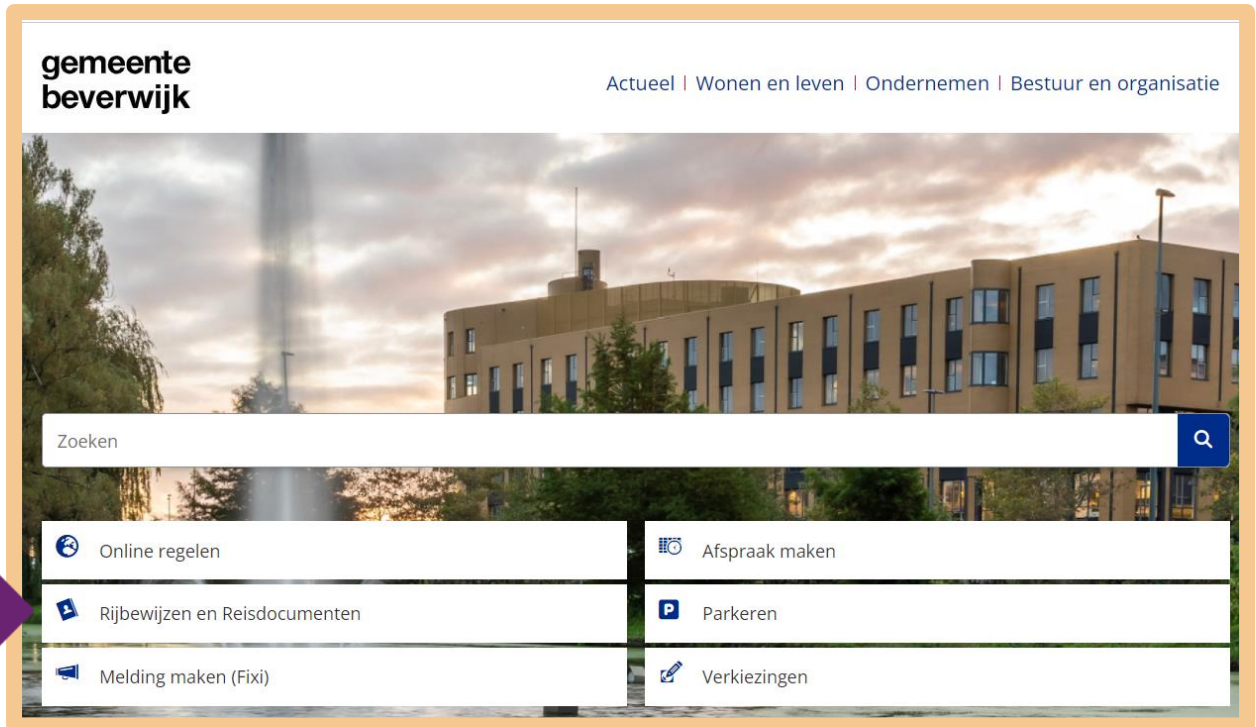 gemeente
beverwijk
Actueel | Wonen en leven | Ondernemen | Bestuur en organisatie
Zoeken
Online regelen
Afspraak maken
Rijbewijzen en Reisdocumenten
P Parkeren
Melding maken (Fixi)
Verkiezingen